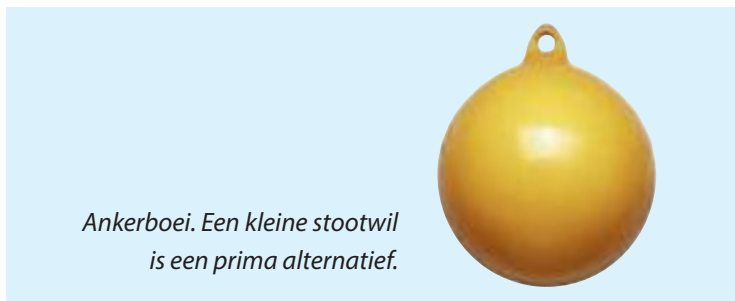 Ankerboei. Een kleine stootwil
is een prima alternatief.